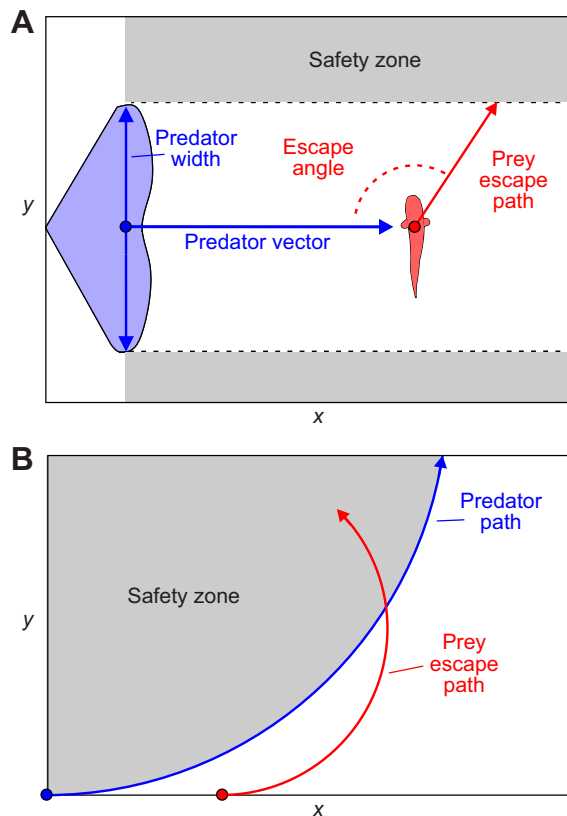 A
Safety zone
Predator
width
Escape
angle
Prey
escape
path
y
Predator vector
x
B
Predator
path
Safety zone
y
Prey
escape
path
x